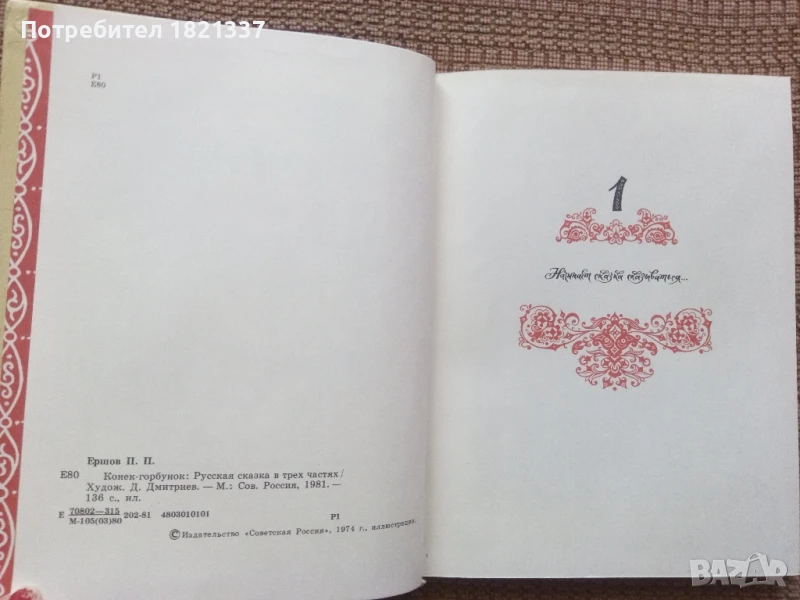 Потребител 1821337
Р1
Е80
Ершов П. П.
Е80 Конек-горбунок: Русская сказка в трех частях /
Худож. Д. Дмитриев. — М.: Сов. Россия, 1981. —
136 с., ил.
Е 70802—315 202-81 4803010101 Р1
М-105(03)80
© Издательство «Советская Россия», 1974 г., иллюстрации.
1
Начинает сказка сказываться...
BAZAR